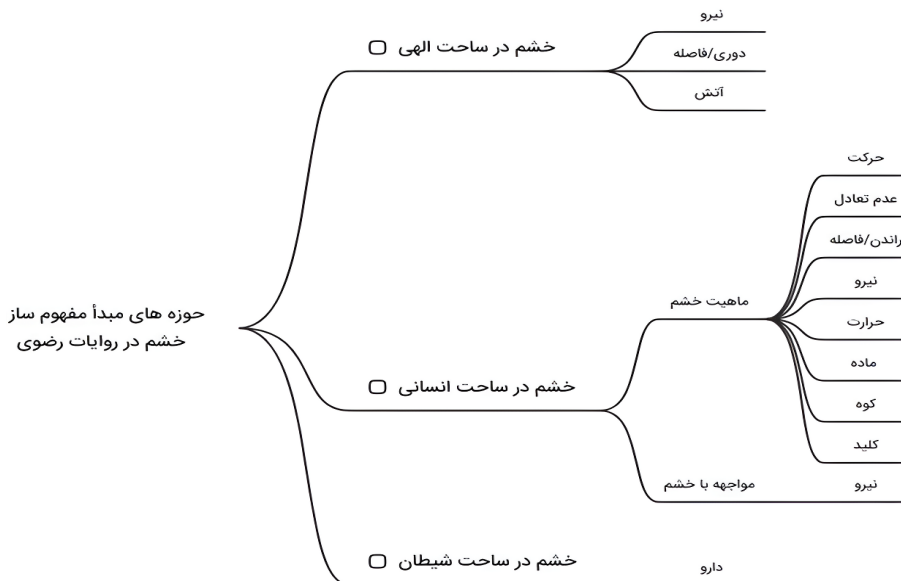 حوزه های مبدأ مفهوم ساز
خشم در روایات رضوی
خشم در ساحت الهی
نیرو
دوری/فاصله
آتش
خشم در ساحت انسانی
ماهیت خشم
حرکت
عدم تعادل
راندن/فاصله
نیرو
حرارت
ماده
کوه
کلید
مواجهه با خشم
نیرو
خشم در ساحت شیطان
دارو